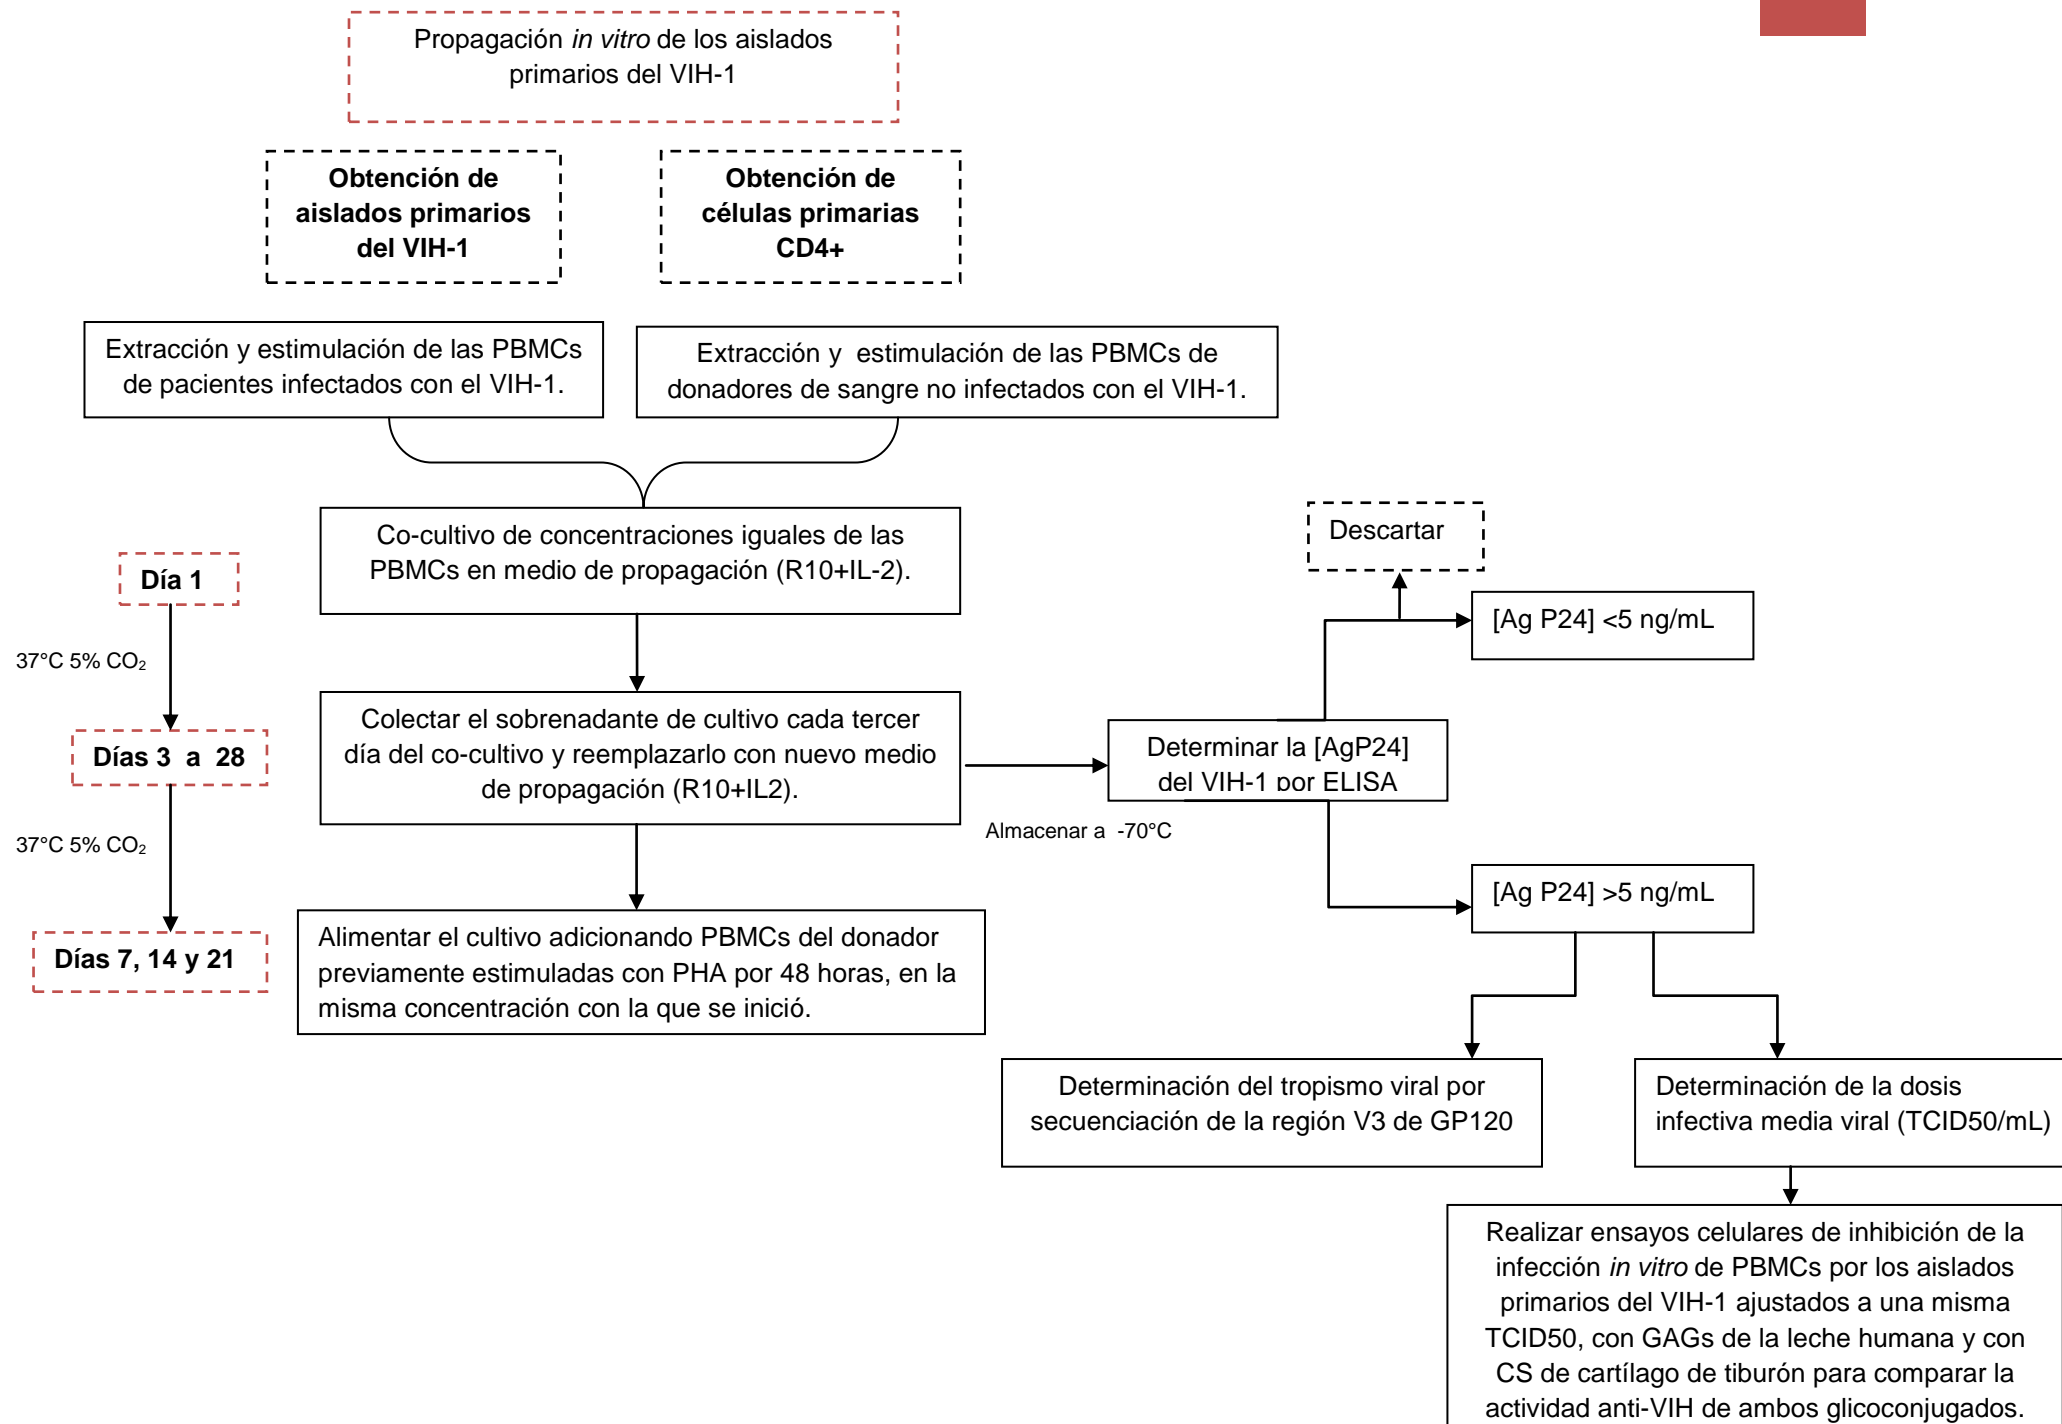 Propagación in vitro de los aislados
primarios del VIH-1
Obtención de
aislados primarios
del VIH-1
Obtención de
células primarias
CD4+
Extracción y estimulación de las PBMCs
de pacientes infectados con el VIH-1.
Extracción y  estimulación de las PBMCs de
donadores de sangre no infectados con el VIH-1.
Co-cultivo de concentraciones iguales de las
PBMCs en medio de propagación (R10+IL-2).
Descartar
Día 1
[Ag P24] <5 ng/mL
37°C 5% CO₂
Colectar el sobrenadante de cultivo cada tercer
día del co-cultivo y reemplazarlo con nuevo medio
de propagación (R10+IL2).
Días 3  a  28
Determinar la [AgP24]
del VIH-1 por ELISA
37°C 5% CO₂
Almacenar a  -70°C
[Ag P24] >5 ng/mL
Días 7, 14 y 21
Alimentar el cultivo adicionando PBMCs del donador
previamente estimuladas con PHA por 48 horas, en la
misma concentración con la que se inició.
Determinación del tropismo viral por
secuenciación de la región V3 de GP120
Determinación de la dosis
infectiva media viral (TCID50/mL)
Realizar ensayos celulares de inhibición de la
infección in vitro de PBMCs por los aislados
primarios del VIH-1 ajustados a una misma
TCID50, con GAGs de la leche humana y con
CS de cartílago de tiburón para comparar la
actividad anti-VIH de ambos glicoconjugados.